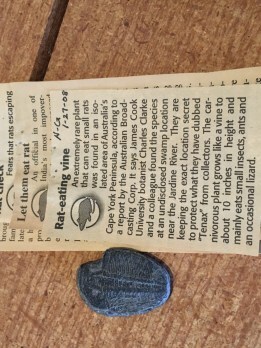 Fears that rats escaping
Let them eat rat
An official in one of
India's most impover-
Rat-eating vine
N-Ca
7-27-08
An extremely rare plant
that can eat small rats
was found in an iso-
lated area of Australia's
Cape York Peninsula, according to
a report by the Australian Broad-
casting Corp. It says James Cook
University botanist Charles Clarke
and a colleague found the species
at an undisclosed swamp location
near the Jardine River. They are
keeping the exact location secret
to protect what they have dubbed
"Tenax" from collectors. The car-
nivorous plant grows like a vine to
about 10 inches in height and
mainly eats small insects, ants and
an occasional lizard.